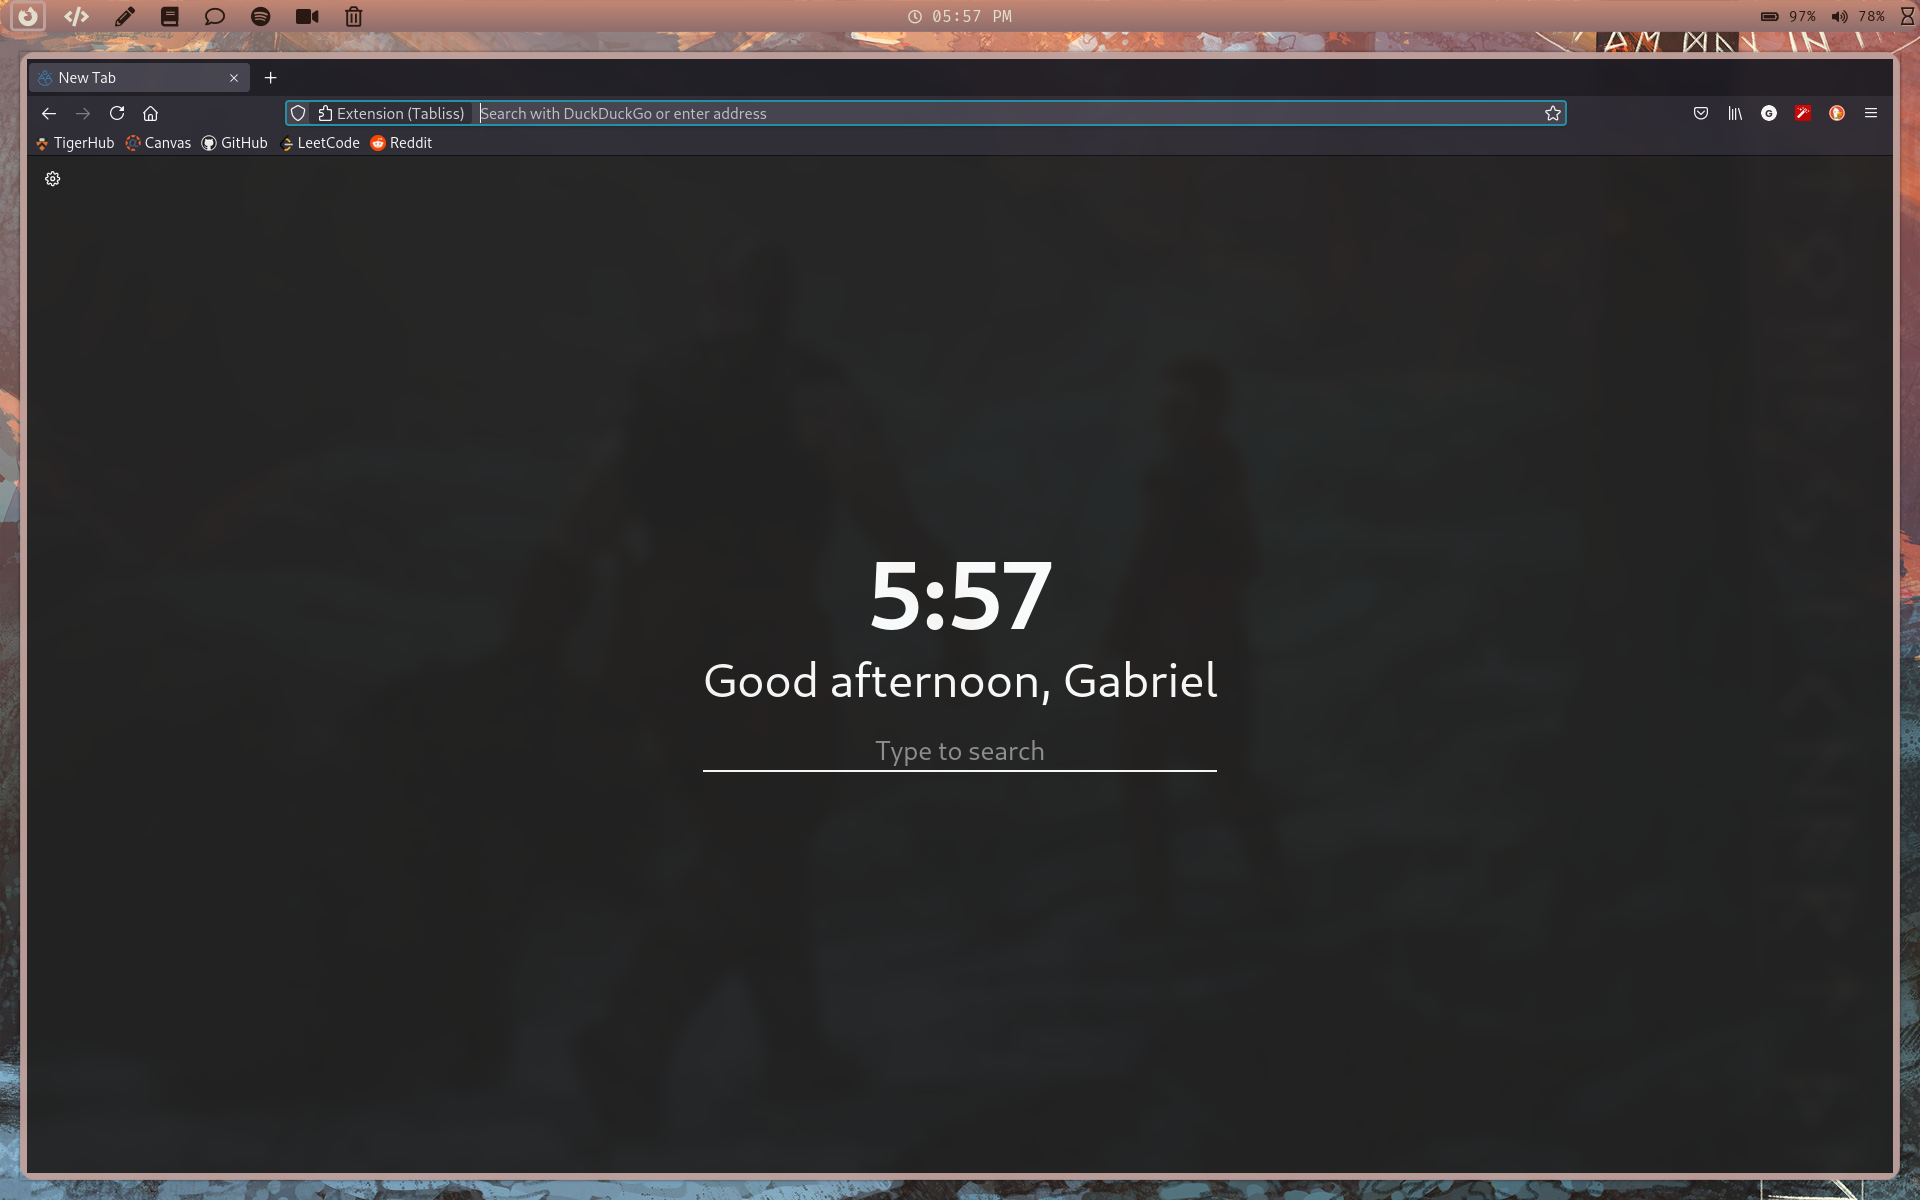 05:57 PM
97%
78%
New Tab
Extension (Tabliss)
Search with DuckDuckGo or enter address
TigerHub
Canvas
GitHub
LeetCode
Reddit
5:57
Good afternoon, Gabriel
Type to search